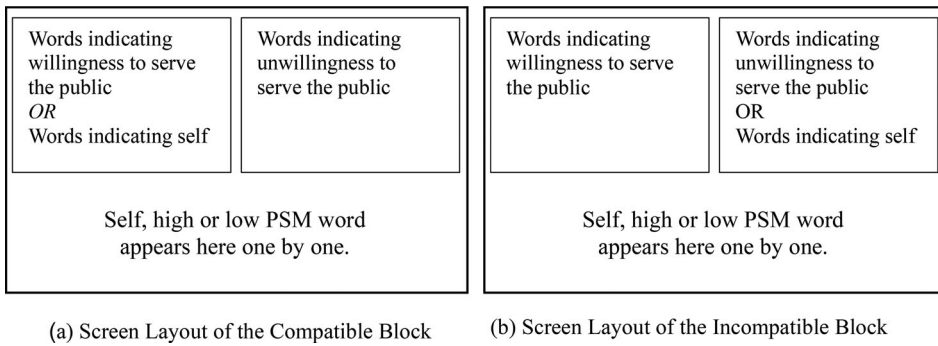 Words indicating
willingness to serve
the public
OR
Words indicating self
Words indicating
unwillingness to
serve the public
Self, high or low PSM word
appears here one by one.
(a) Screen Layout of the Compatible Block
Words indicating
willingness to serve
the public
Words indicating
unwillingness to
serve the public
OR
Words indicating self
Self, high or low PSM word
appears here one by one.
(b) Screen Layout of the Incompatible Block